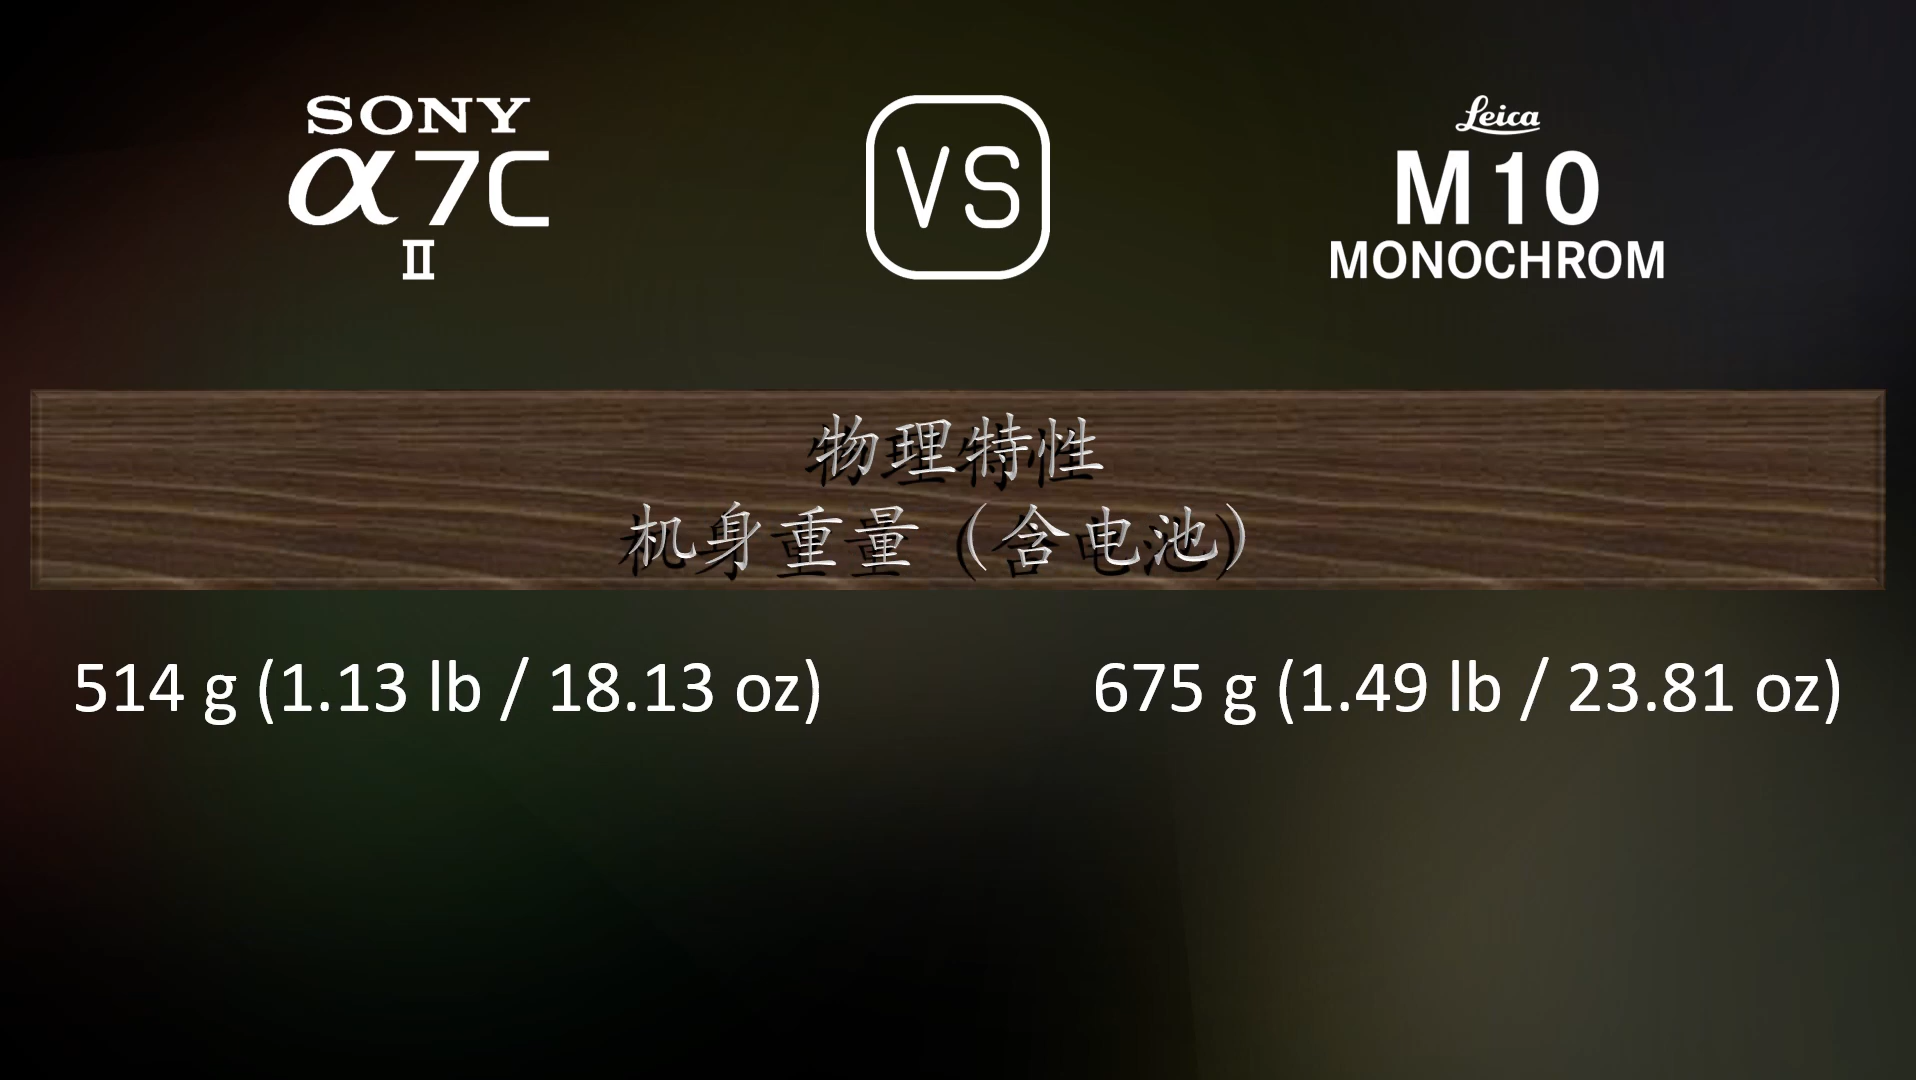 SONY
α7C
II
VS
Leica
M10
MONOCHROM
物理特性
机身重量（含电池）
514 g (1.13 lb / 18.13 oz)
675 g (1.49 lb / 23.81 oz)